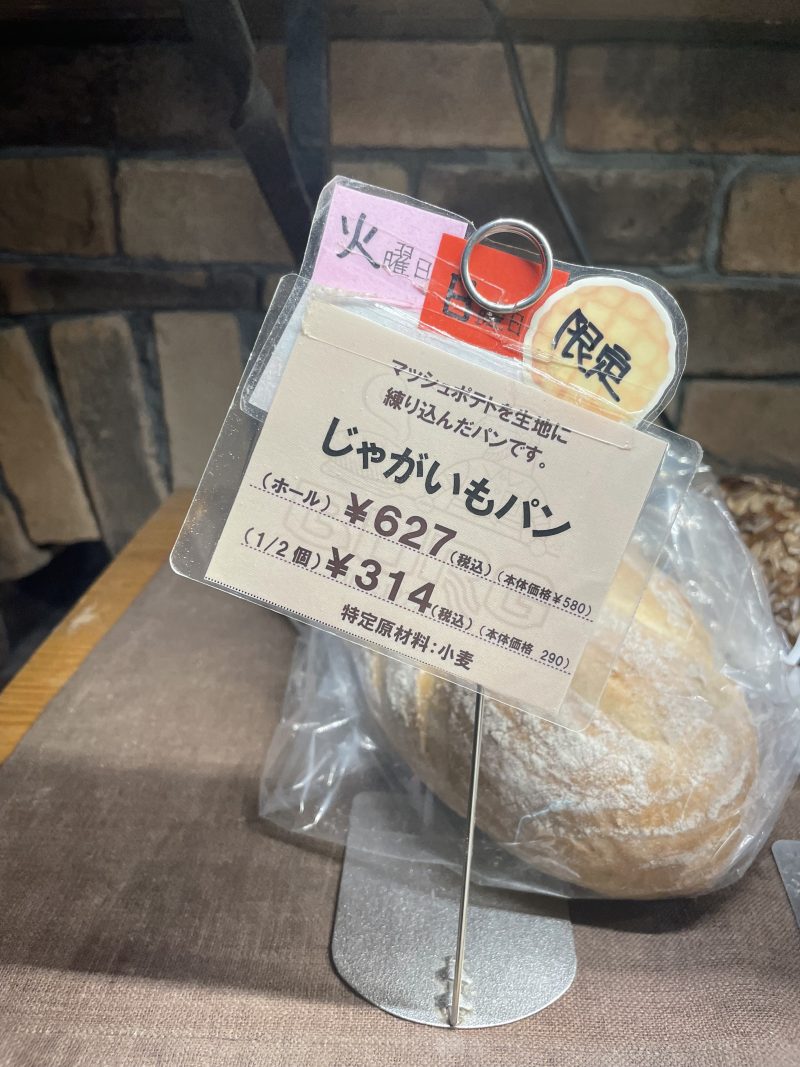 火曜日
日曜日
限定
マッシュポテトを生地に
練り込んだパンです。
じゃがいもパン
(ホール) ¥627(税込)(本体価格¥580)
(1/2個)¥314(税込)(本体価格 290)
特定原材料:小麦